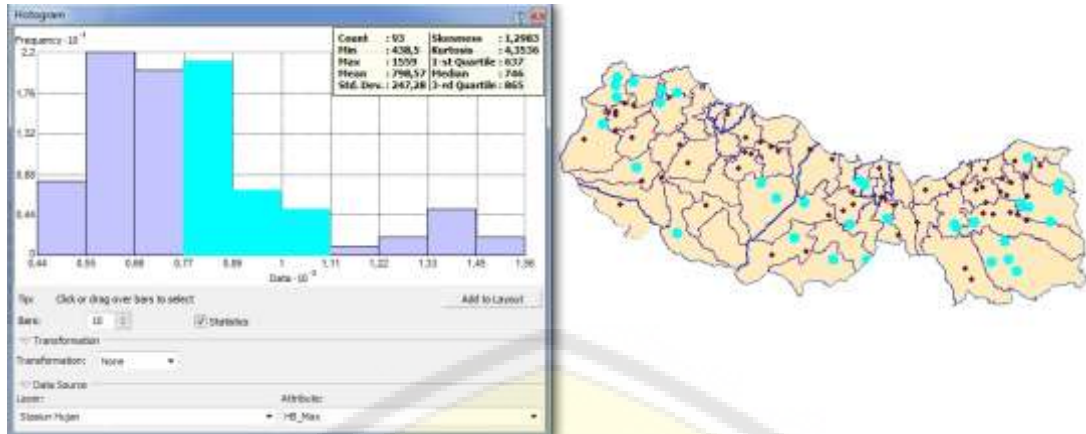 Histogram
Frequency · 10⁻¹
Count : 93 Skewness : 1,2983
Min : 438,5 Kurtosis : 4,3536
Max : 1559 1-st Quartile : 637
Mean : 798,57 Median : 746
Std. Dev. : 247,28 3-rd Quartile : 865
2,2
1,76
1,32
0,88
0,44
0
0,44 0,55 0,66 0,77 0,89 1 1,11 1,22 1,33 1,45 1,56
Data · 10⁻³
Tip: Click or drag over bars to select Add to Layout
Bars: 10 Statistics
Transformation
Transformation: None
Data Source
Layer: Attribute:
Stasiun Hujan HB_Max